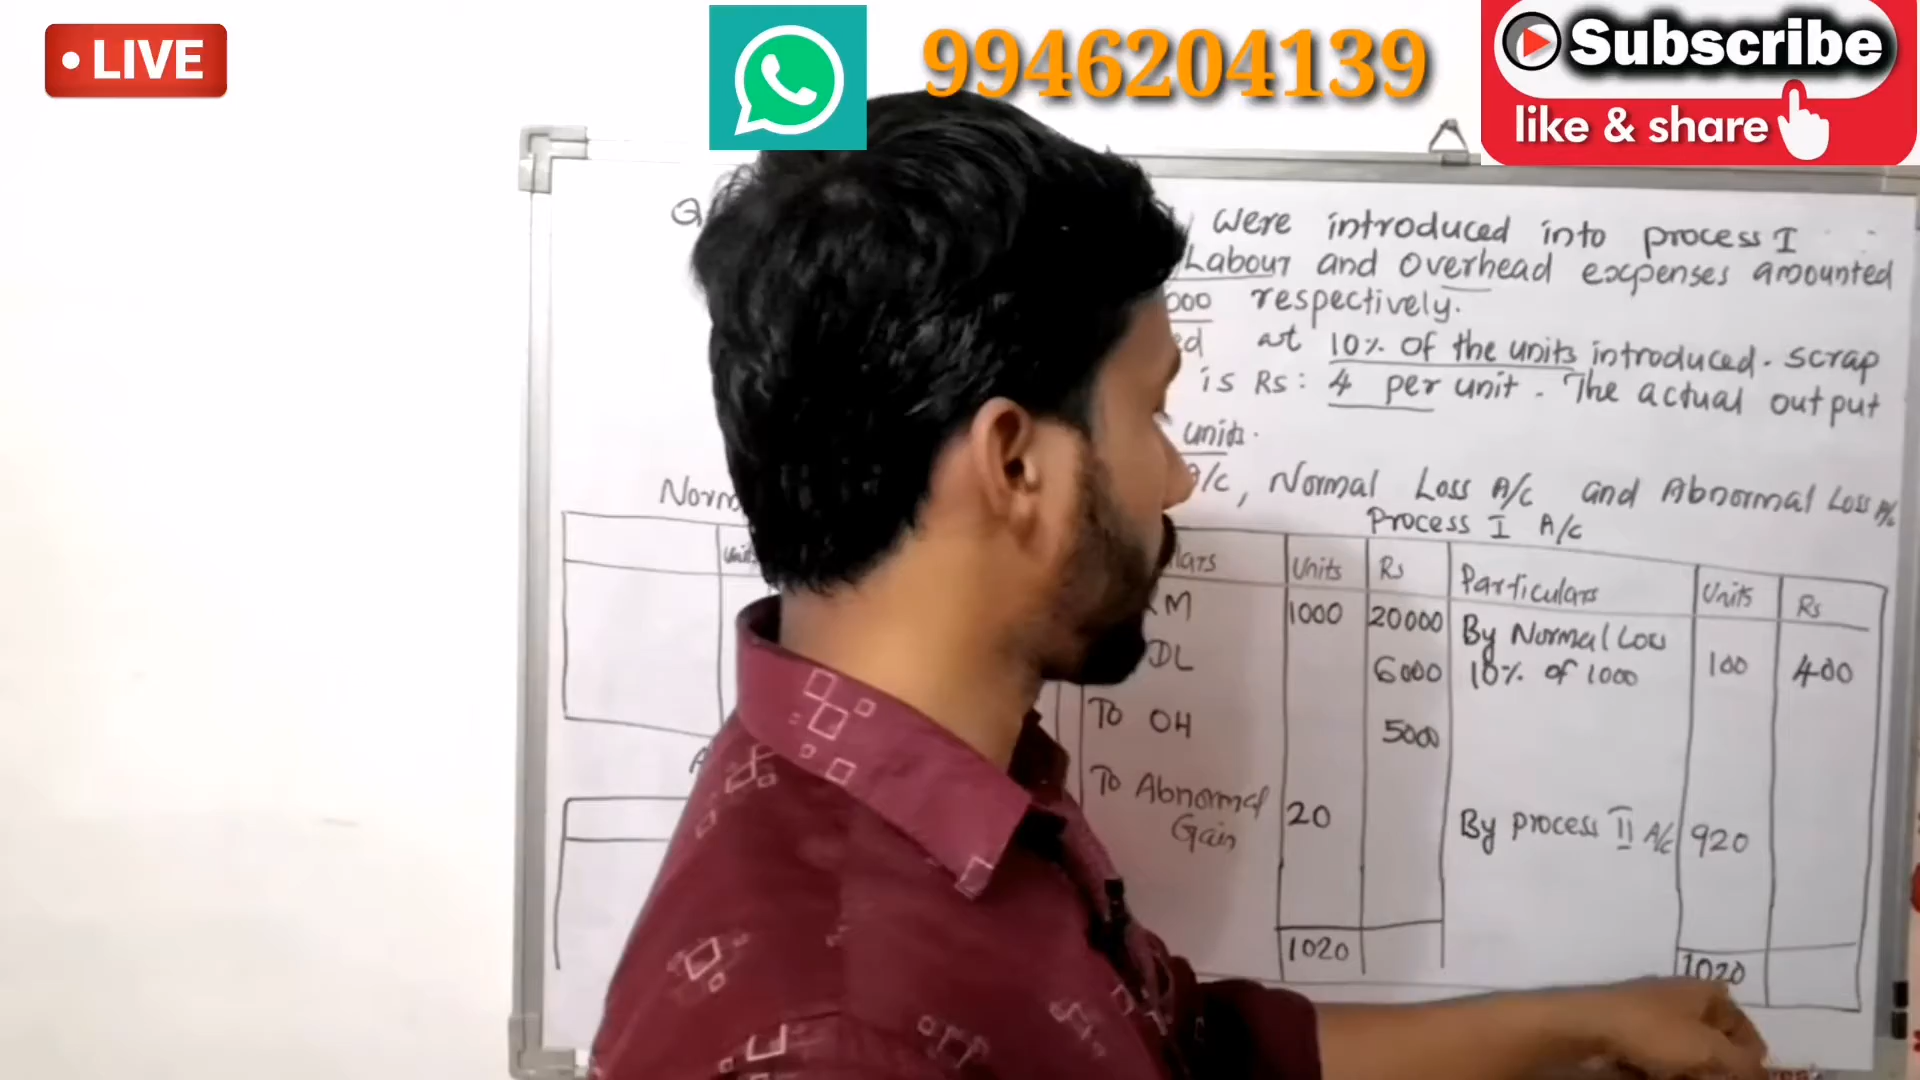 LIVE
9946204139
Subscribe
like & share
Q
were introduced into process I
Labour and overhead expenses amounted
000 respectively.
ed at 10% of the units introduced. scrap
is Rs: 4 per unit. The actual output
units.
A/c, Normal Loss A/c and Abnormal Loss A/c
Norm
Process I A/c
Units
lars Units Rs Particulars Units Rs
RM 1000 20000 By Normal Loss
DL 6000 10% of 1000 100 400
To OH 5000
To Abnormal
Gain 20 By process II A/c 920
1020 1020
A